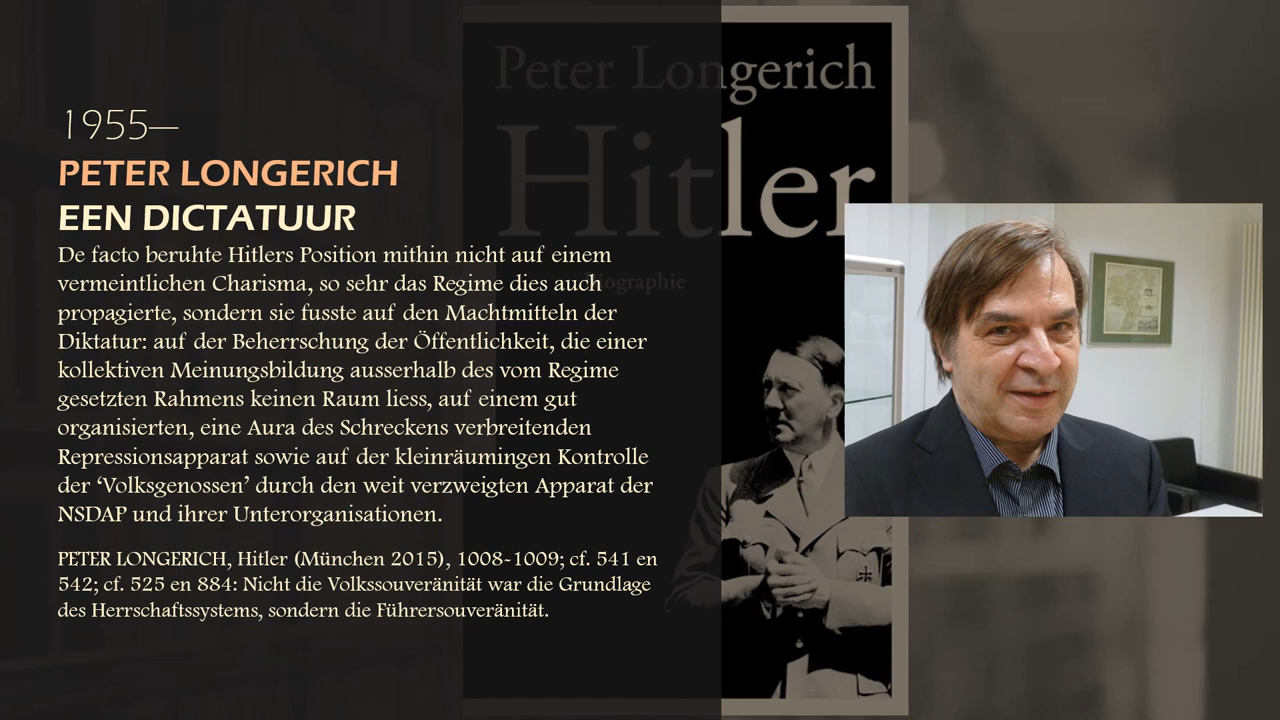 Peter Longerich
Hitler
Biographie
1955—
PETER LONGERICH
EEN DICTATUUR
De facto beruhte Hitlers Position mithin nicht auf einem
vermeintlichen Charisma, so sehr das Regime dies auch
propagierte, sondern sie fusste auf den Machtmitteln der
Diktatur: auf der Beherrschung der Öffentlichkeit, die einer
kollektiven Meinungsbildung ausserhalb des vom Regime
gesetzten Rahmens keinen Raum liess, auf einem gut
organisierten, eine Aura des Schreckens verbreitenden
Repressionsapparat sowie auf der kleinräumingen Kontrolle
der ‘Volksgenossen’ durch den weit verzweigten Apparat der
NSDAP und ihrer Unterorganisationen.
PETER LONGERICH, Hitler (München 2015), 1008-1009; cf. 541 en
542; cf. 525 en 884: Nicht die Volkssouveränität war die Grundlage
des Herrschaftssystems, sondern die Führersouveränität.